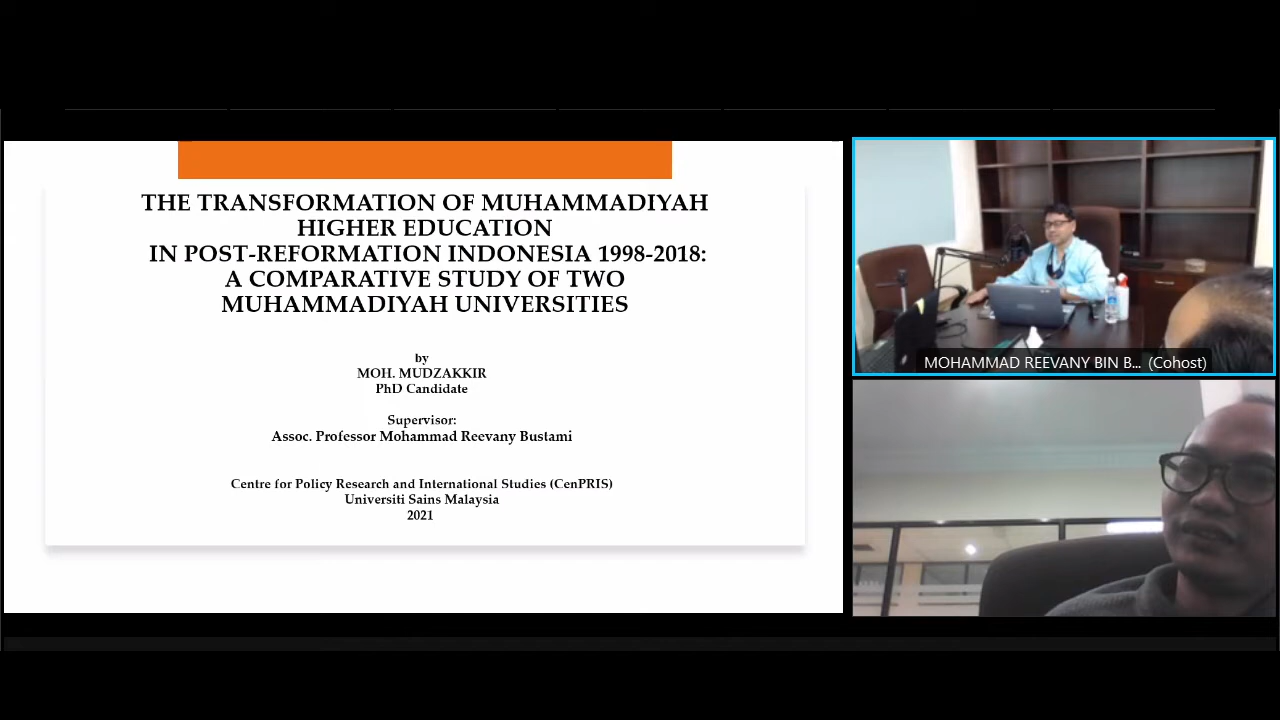 THE TRANSFORMATION OF MUHAMMADIYAH
HIGHER EDUCATION
IN POST-REFORMATION INDONESIA 1998-2018:
A COMPARATIVE STUDY OF TWO
MUHAMMADIYAH UNIVERSITIES
by
MOH. MUDZAKKIR
PhD Candidate
Supervisor:
Assoc. Professor Mohammad Reevany Bustami
Centre for Policy Research and International Studies (CenPRIS)
Universiti Sains Malaysia
2021
MOHAMMAD REEVANY BIN B... (Cohost)